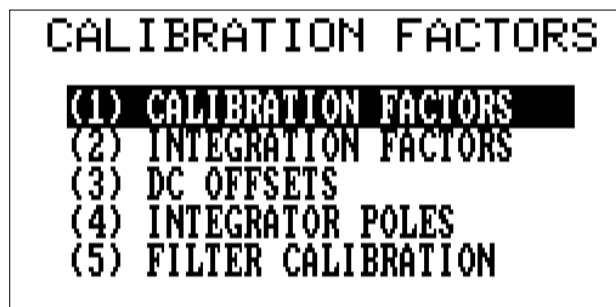 CALIBRATION FACTORS
(1) CALIBRATION FACTORS
(2) INTEGRATION FACTORS
(3) DC OFFSETS
(4) INTEGRATOR POLES
(5) FILTER CALIBRATION